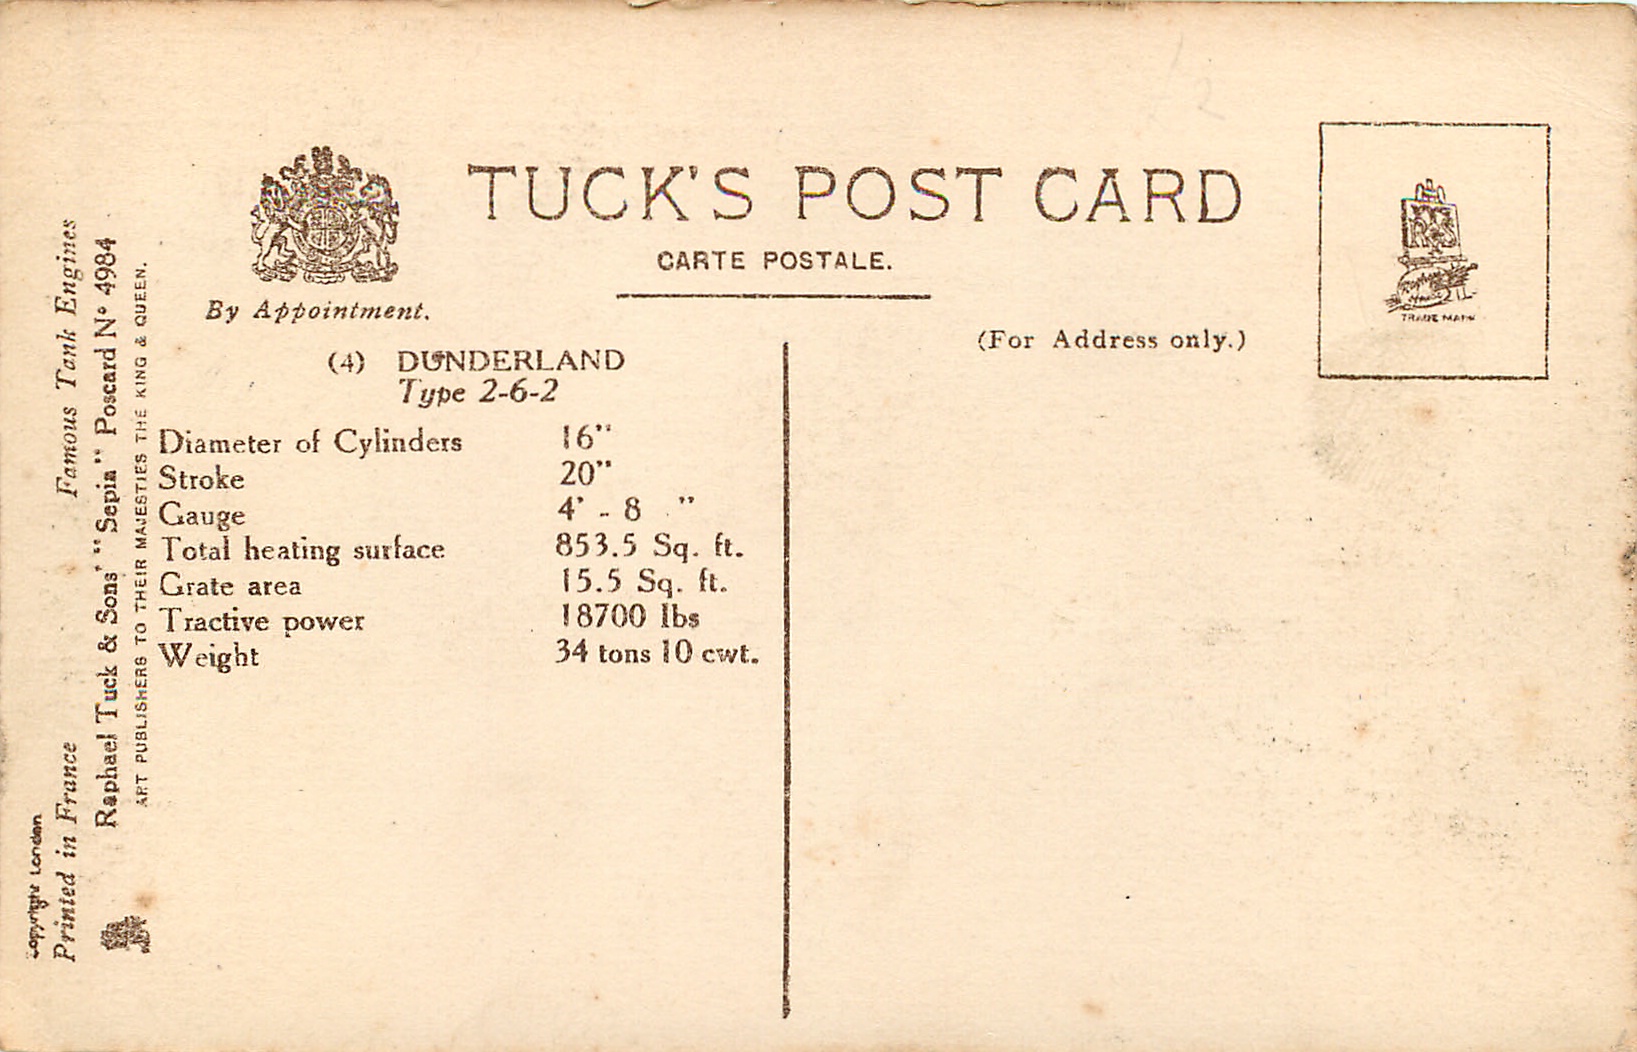 TUCK'S POST CARD
CARTE POSTALE.
By Appointment.
(For Address only.)
TRADE MARK
(4) DUNDERLAND
Type 2-6-2
Diameter of Cylinders 16"
Stroke 20"
Gauge 4' - 8 "
Total heating surface 853.5 Sq. ft.
Grate area 15.5 Sq. ft.
Tractive power 18700 lbs
Weight 34 tons 10 cwt.
Copyright London
Printed in France Famous Tank Engines
Raphael Tuck & Sons' "Sepia" Poscard Nº 4984
ART PUBLISHERS TO THEIR MAJESTIES THE KING & QUEEN.